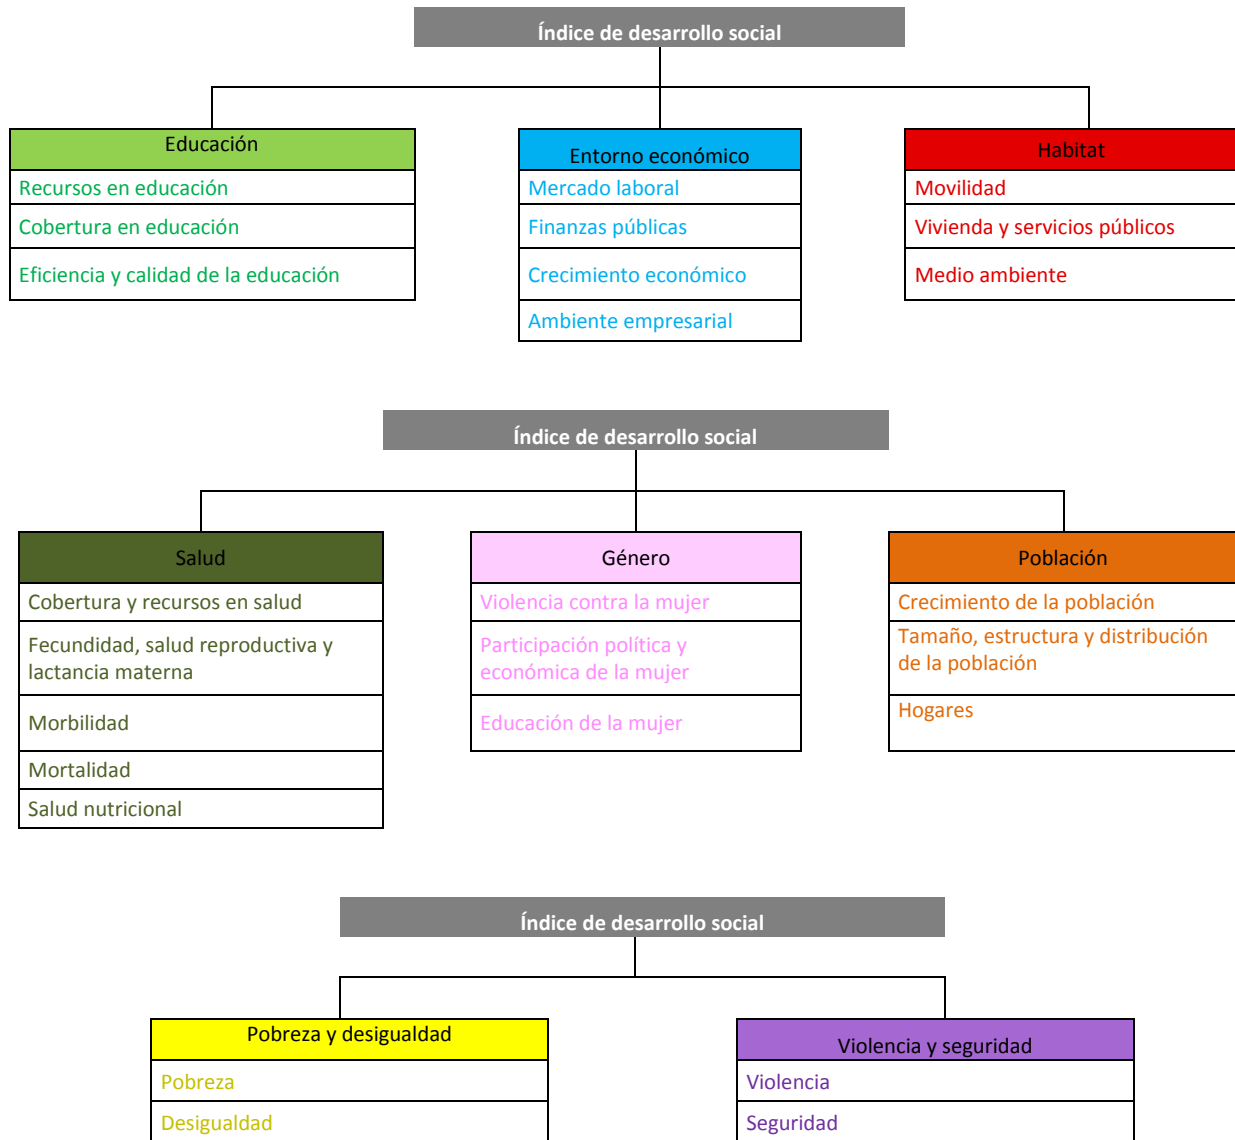 Índice de desarrollo social
Educación
Recursos en educación
Cobertura en educación
Eficiencia y calidad de la educación
Entorno económico
Mercado laboral
Finanzas públicas
Crecimiento económico
Ambiente empresarial
Habitat
Movilidad
Vivienda y servicios públicos
Medio ambiente
Índice de desarrollo social
Salud
Cobertura y recursos en salud
Fecundidad, salud reproductiva y
lactancia materna
Morbilidad
Mortalidad
Salud nutricional
Género
Violencia contra la mujer
Participación política y
económica de la mujer
Educación de la mujer
Población
Crecimiento de la población
Tamaño, estructura y distribución
de la población
Hogares
Índice de desarrollo social
Pobreza y desigualdad
Pobreza
Desigualdad
Violencia y seguridad
Violencia
Seguridad